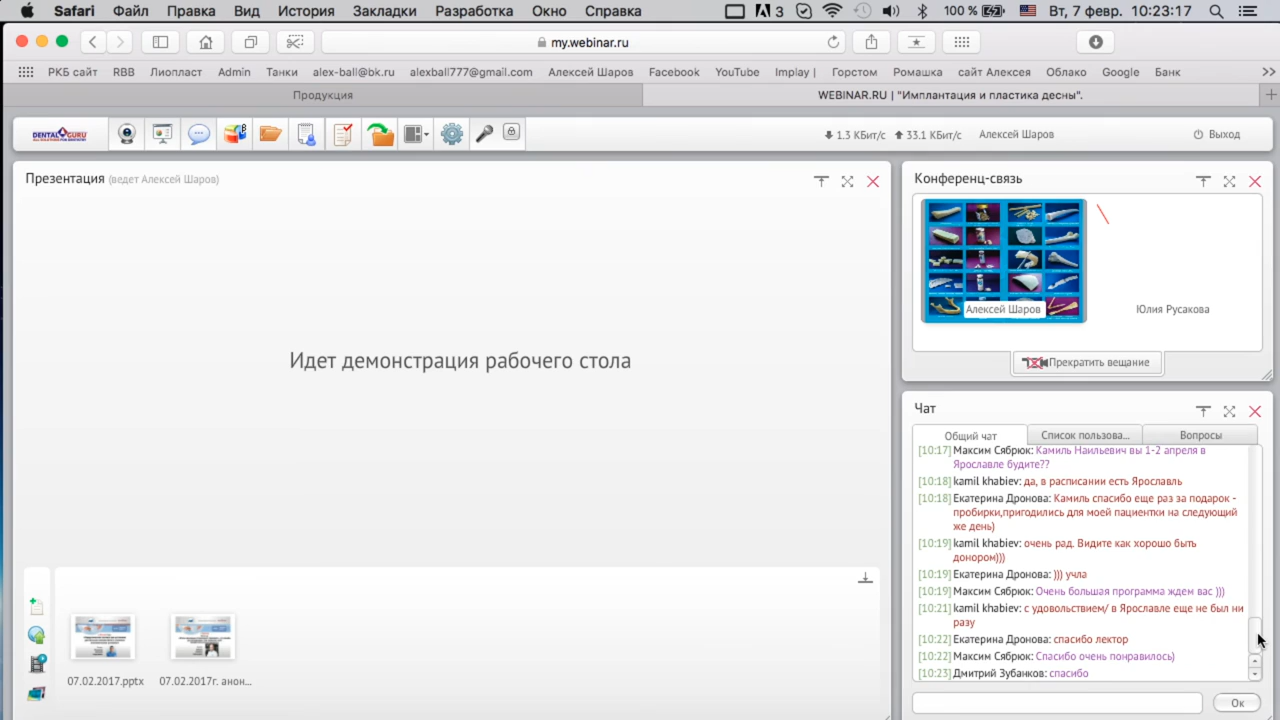 Safari Файл Правка Вид История Закладки Разработка Окно Справка 3 100 % Вт, 7 февр. 10:23:17
my.webinar.ru
РКБ сайт RBB Лиопласт Admin Танки alex-ball@bk.ru alexball777@gmail.com Алексей Шаров Facebook YouTube Implay | Горстом Ромашка сайт Алексея Облако Google Банк
Продукция WEBINAR.RU | "Имплантация и пластика десны".
DENTAL GURU 1.3 КБит/с 33.1 КБит/с Алексей Шаров Выход
Презентация (ведет Алексей Шаров)
Идет демонстрация рабочего стола
07.02.2017.pptx 07.02.2017г. анон...
Конференц-связь
Алексей Шаров Юлия Русакова
Прекратить вещание
Чат
Общий чат Список пользова... Вопросы
[10:17] Максим Сябрюк: Камиль Наильевич вы 1-2 апреля в
Ярославле будите??
[10:18] kamil khabiev: да, в расписании есть Ярославль
[10:18] Екатерина Дронова: Камиль спасибо еще раз за подарок -
пробирки,пригодились для моей пациентки на следующий
же день)
[10:19] kamil khabiev: очень рад. Видите как хорошо быть
донором)))
[10:19] Екатерина Дронова: ))) учла
[10:19] Максим Сябрюк: Очень большая программа ждем вас )))
[10:21] kamil khabiev: с удовольствием/ в Ярославле еще не был ни
разу
[10:22] Екатерина Дронова: спасибо лектор
[10:22] Максим Сябрюк: Спасибо очень понравилось)
[10:23] Дмитрий Зубанков: спасибо
Ок